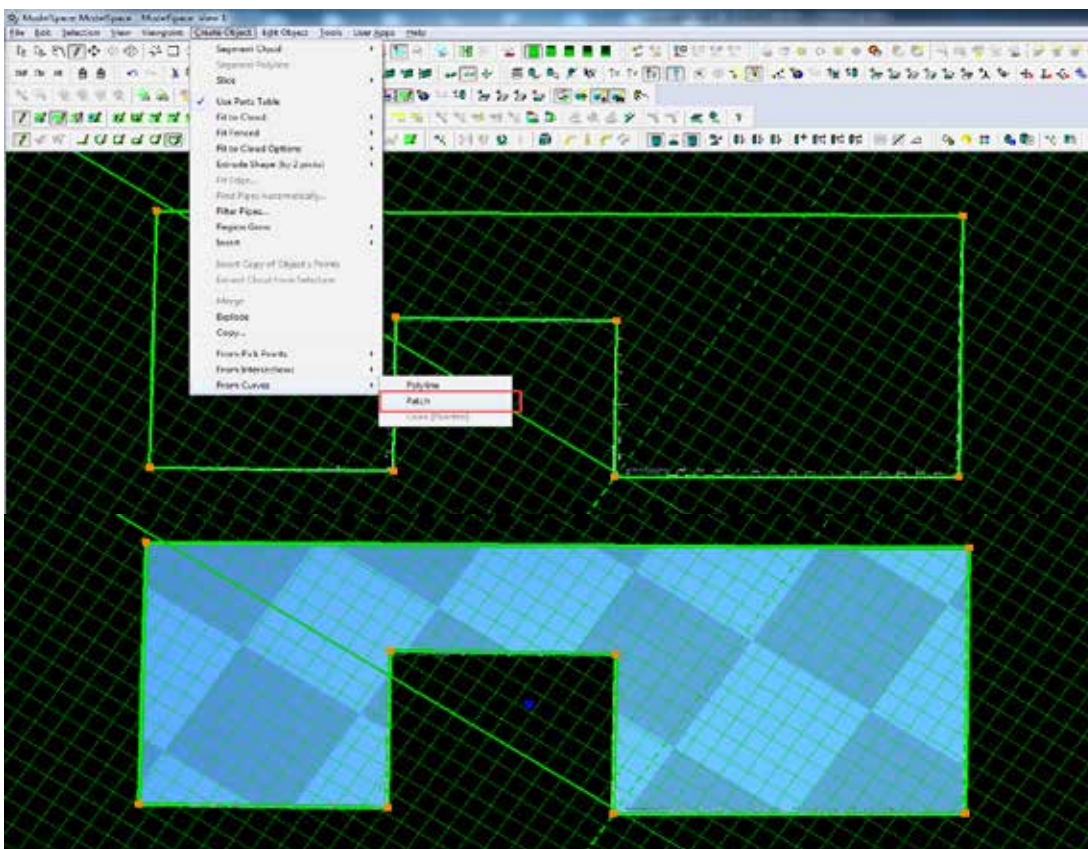 ModelSpace: ModelSpace : ModelSpace View 1
File Edit Selection View Viewpoint Create Object Edit Object Tools User Apps Help
Segment Cloud
Segment Polyline
Slice
Use Parts Table
Fit to Cloud
Fit Fenced
Fit to Cloud Options
Extrude Shape (by 2 picks)
Fit Edge...
Find Pipes Automatically...
Filter Pipes...
Region Grow
Insert
Insert Copy of Object's Points
Extract Cloud From Selection
Merge
Explode
Copy...
From Pick Points
From Intersections
From Curves
Polyline
Patch